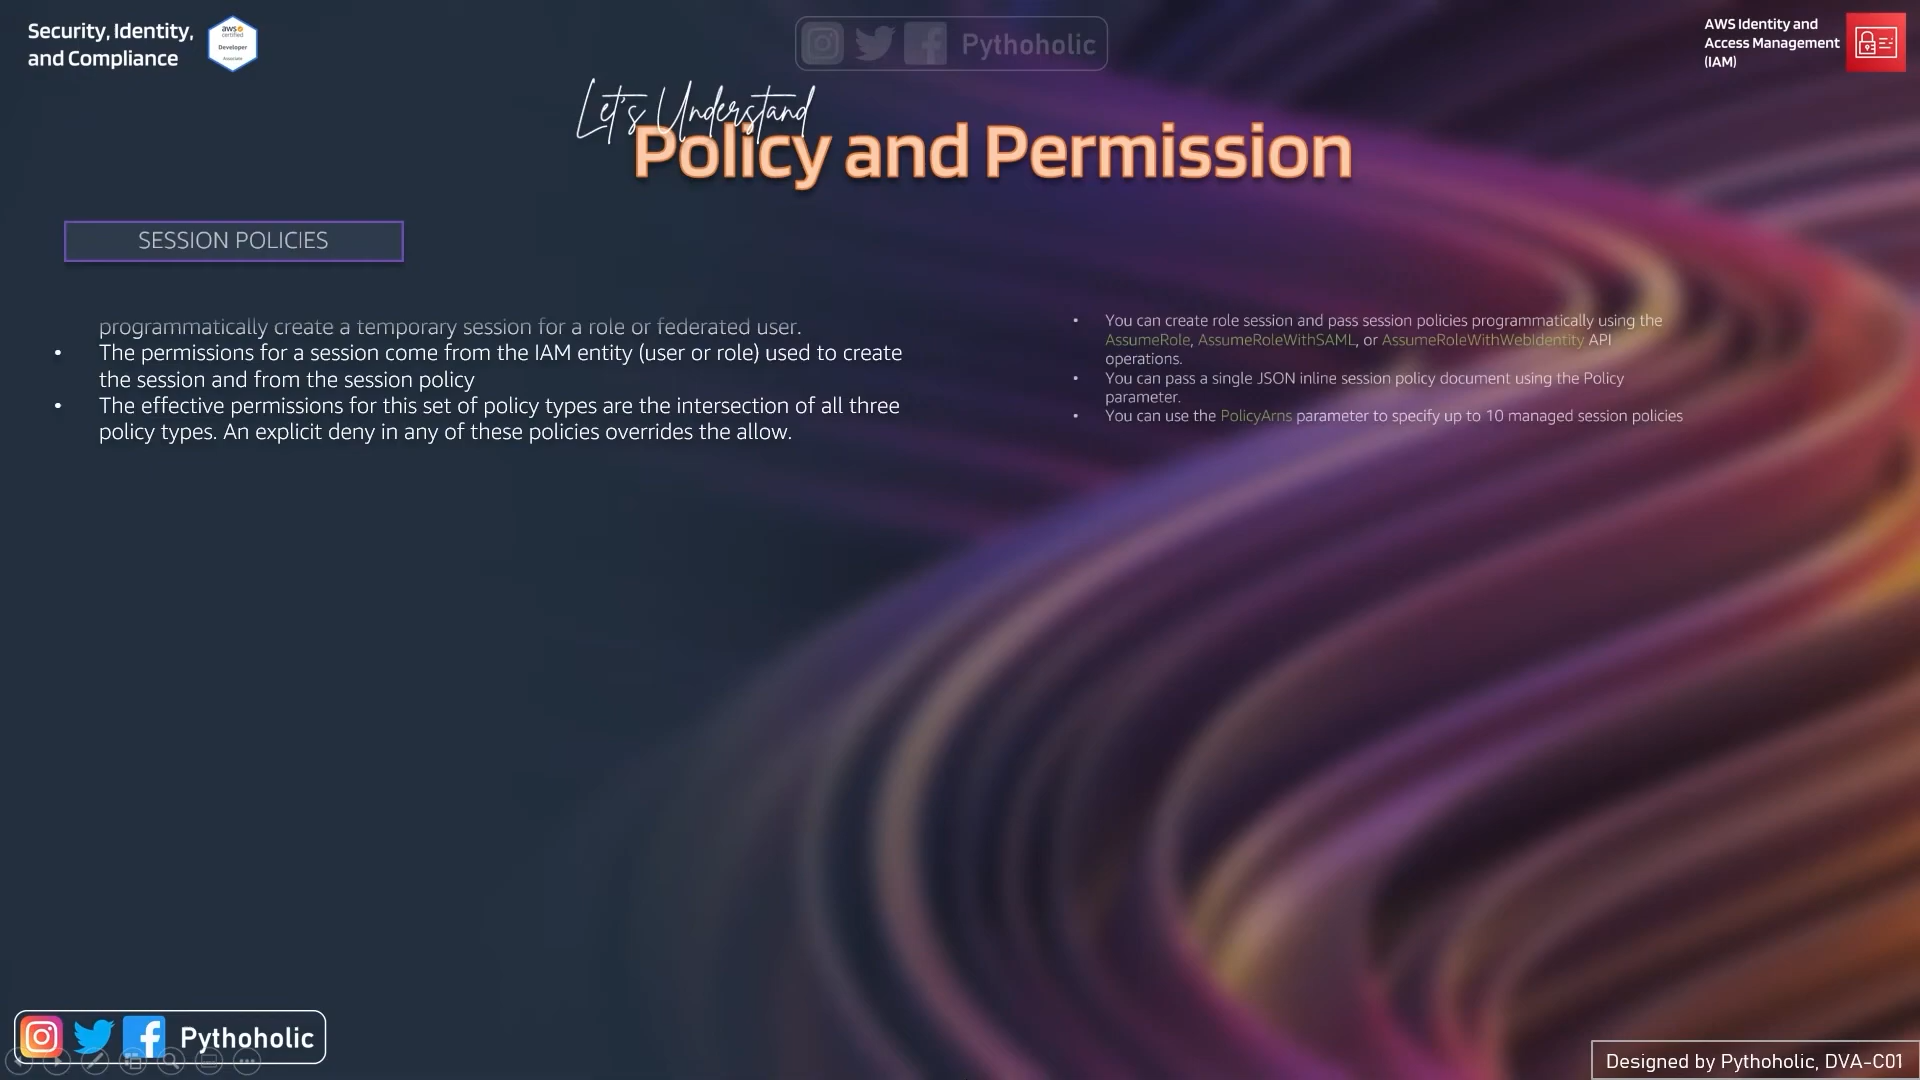 Security, Identity,
and Compliance
aws
certified
Developer
Associate
Pythoholic
AWS Identity and
Access Management
(IAM)
Let's Understand
Policy and Permission
SESSION POLICIES
programmatically create a temporary session for a role or federated user.
• The permissions for a session come from the IAM entity (user or role) used to create
the session and from the session policy
• The effective permissions for this set of policy types are the intersection of all three
policy types. An explicit deny in any of these policies overrides the allow.
• You can create role session and pass session policies programmatically using the
AssumeRole, AssumeRoleWithSAML, or AssumeRoleWithWebIdentity API
operations.
• You can pass a single JSON inline session policy document using the Policy
parameter.
• You can use the PolicyArns parameter to specify up to 10 managed session policies
Pythoholic
Designed by Pythoholic, DVA-C01